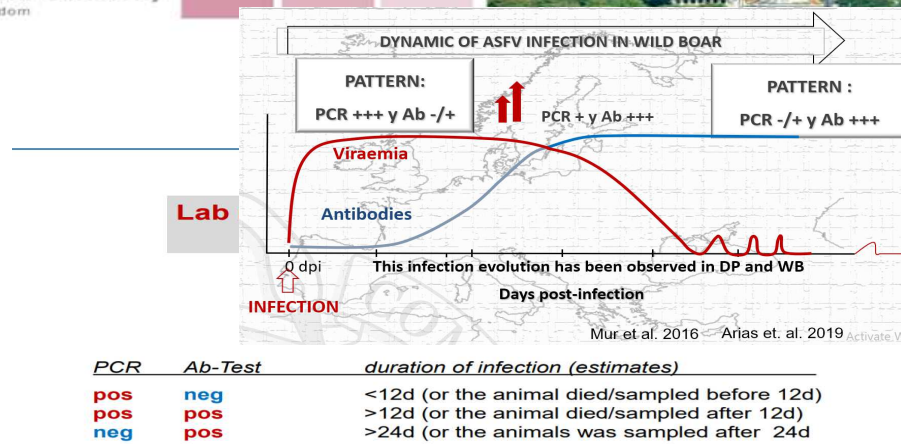 dom
DYNAMIC OF ASFV INFECTION IN WILD BOAR
PATTERN:
PCR +++ y Ab -/+
PCR + y Ab +++
PATTERN :
PCR -/+ y Ab +++
Viraemia
Antibodies
Lab
0 dpi
This infection evolution has been observed in DP and WB
Days post-infection
INFECTION
Mur et al. 2016 Arias et. al. 2019
Activate W
PCR Ab-Test duration of infection (estimates)
pos neg <12d (or the animal died/sampled before 12d)
pos pos >12d (or the animal died/sampled after 12d)
neg pos >24d (or the animals was sampled after 24d